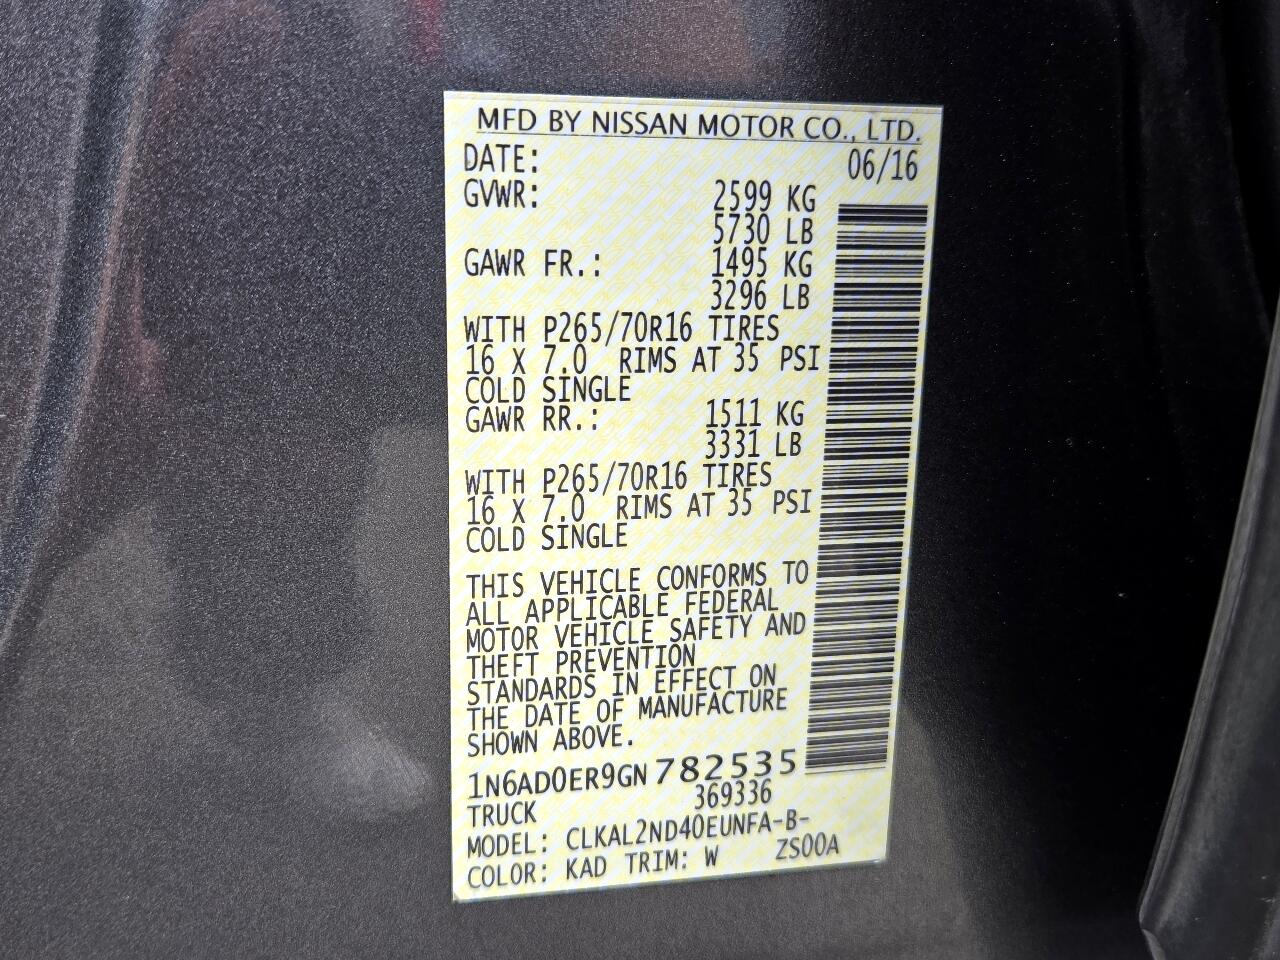 MFD BY NISSAN MOTOR CO., LTD.
DATE: 06/16
GVWR: 2599 KG
5730 LB
GAWR FR.: 1495 KG
3296 LB
WITH P265/70R16 TIRES
16 X 7.0 RIMS AT 35 PSI
COLD SINGLE
GAWR RR.: 1511 KG
3331 LB
WITH P265/70R16 TIRES
16 X 7.0 RIMS AT 35 PSI
COLD SINGLE
THIS VEHICLE CONFORMS TO
ALL APPLICABLE FEDERAL
MOTOR VEHICLE SAFETY AND
THEFT PREVENTION
STANDARDS IN EFFECT ON
THE DATE OF MANUFACTURE
SHOWN ABOVE.
1N6AD0ER9GN782535
TRUCK 369336
MODEL: CLKAL2ND40EUNFA-B-
COLOR: KAD TRIM: W ZS00A